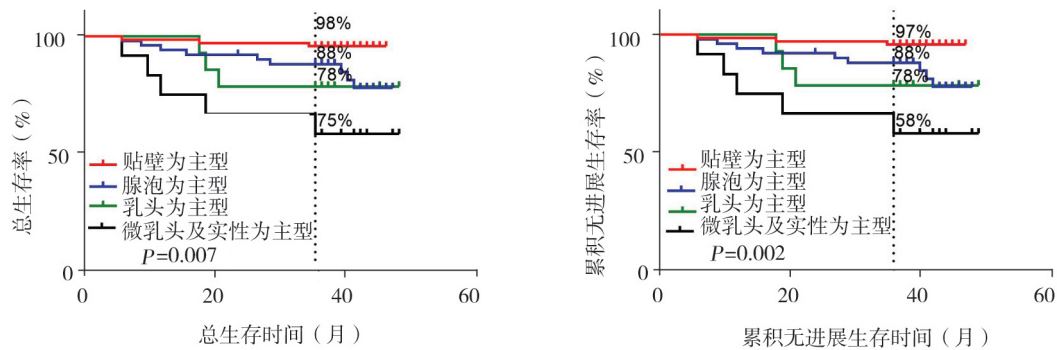 100
50
0
总生存率（%）
98%
88%
78%
75%
贴壁为主型
腺泡为主型
乳头为主型
微乳头及实性为主型
P=0.007
0
20
40
60
总生存时间（月）
100
50
0
累积无进展生存率（%）
97%
88%
78%
58%
贴壁为主型
腺泡为主型
乳头为主型
微乳头及实性为主型
P=0.002
0
20
40
60
累积无进展生存时间（月）